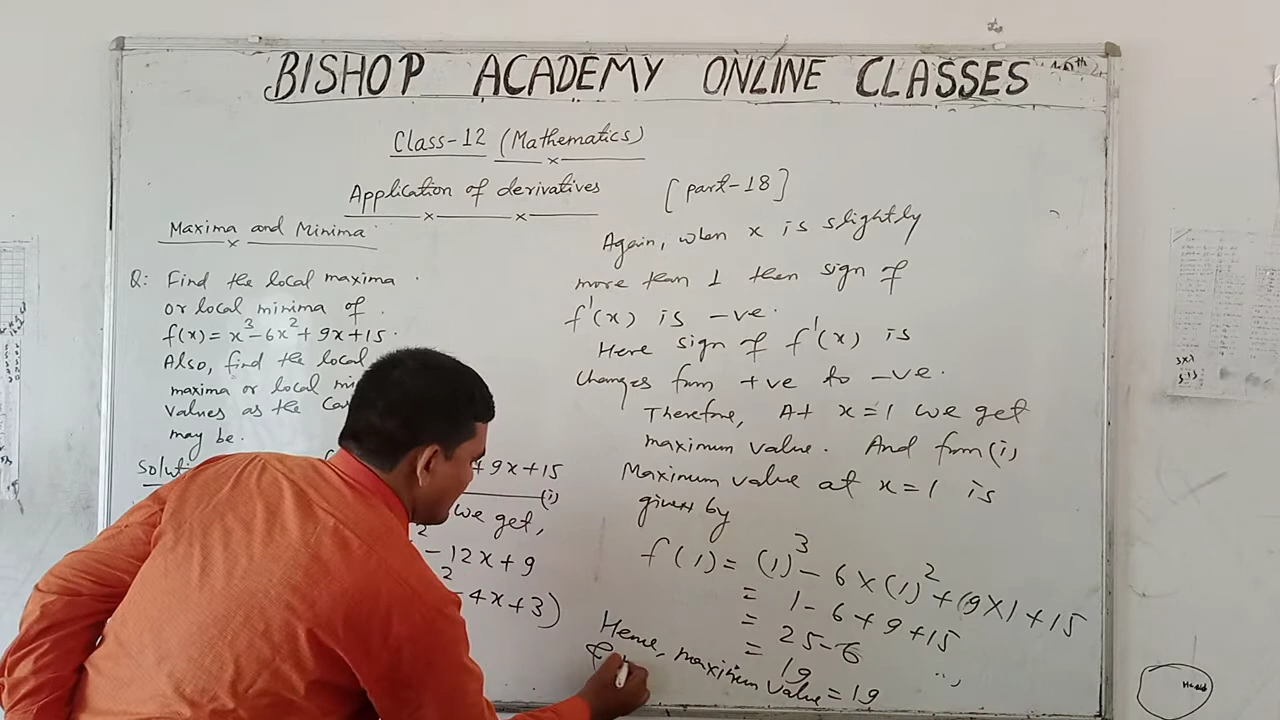 BISHOP ACADEMY ONLINE CLASSES
Class-12 (Mathematics)
Application of derivatives [part-18]
Maxima and Minima
Q: Find the local maxima
or local minima of
f(x) = x³-6x²+9x+15.
Also, find the local
maxima or local
values as the
may be.
+9x+15
(i)
we get,
-12x+9
-4x+3)
Again, when x is slightly
more than 1 then sign of
f'(x) is -ve.
Here sign of f'(x) is
changes from +ve to -ve.
Therefore, At x=1 we get
maximum value. And from (i)
Maximum value at x=1 is
given by
f(1) = (1)³-6×(1)²+(9×1+15
= 1-6+9+15
= 25-6
= 19
Hence, maximum value = 19